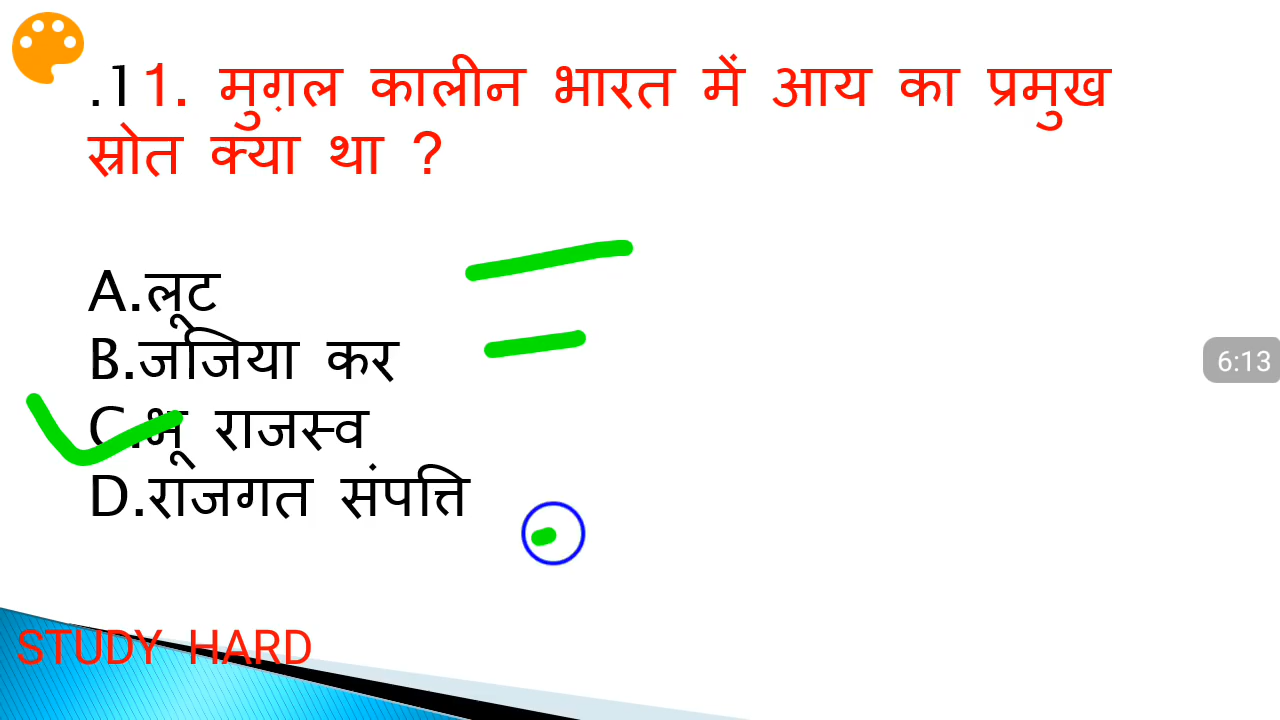 .11. मुग़ल कालीन भारत में आय का प्रमुख
स्रोत क्या था ?
A.लूट
B.जजिया कर
C.भू राजस्व
D.राजगत संपत्ति
6:13
STUDY HARD